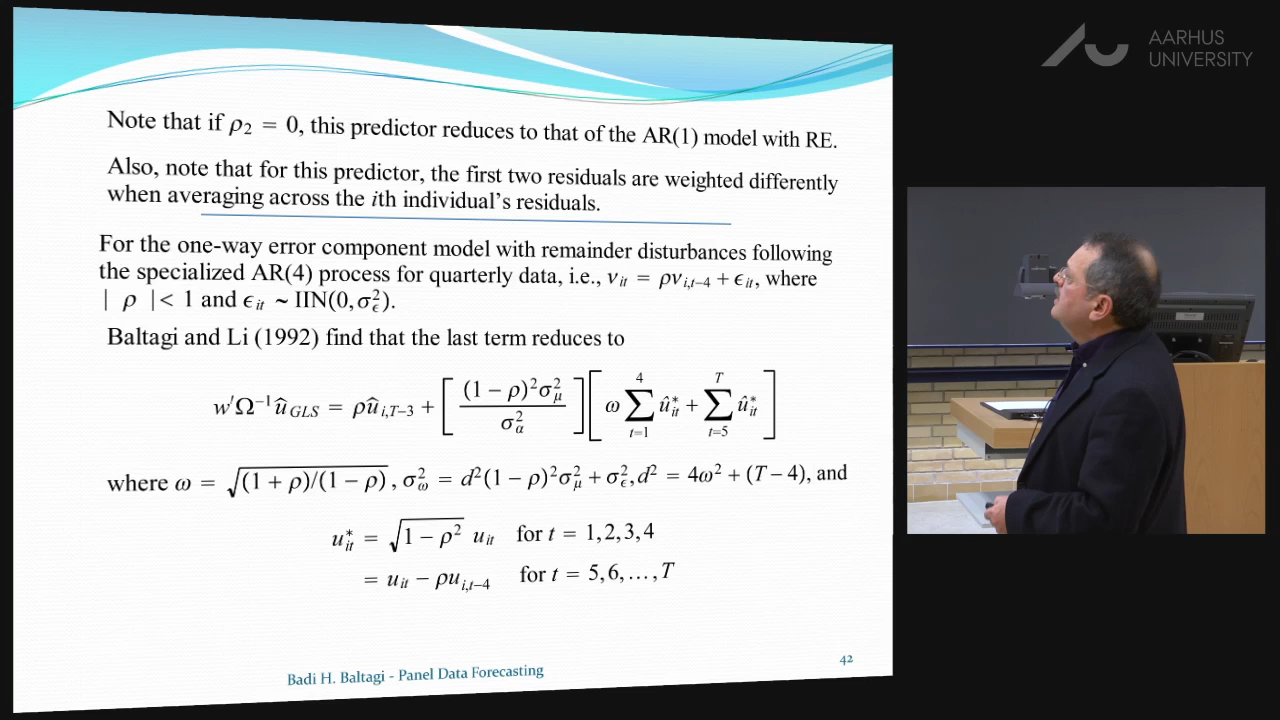 AARHUS
UNIVERSITY
Note that if ρ₂ = 0, this predictor reduces to that of the AR(1) model with RE.
Also, note that for this predictor, the first two residuals are weighted differently
when averaging across the ith individual's residuals.
For the one-way error component model with remainder disturbances following
the specialized AR(4) process for quarterly data, i.e., ν_it = ρν_i,t−4 + ϵ_it, where
| ρ |< 1 and ϵ_it ~ IIN(0, σ²_ϵ).
Baltagi and Li (1992) find that the last term reduces to
w′Ω⁻¹û_GLS = ρû_i,T−3 + [ (1 − ρ)²σ²_μ / σ²_α ] [ ω ∑_{t=1}^{4} û*_it + ∑_{t=5}^{T} û*_it ]
where ω = √(1 + ρ)/(1 − ρ), σ²_ω = d²(1 − ρ)²σ²_μ + σ²_ϵ, d² = 4ω² + (T − 4), and
u*_it = √1 − ρ² u_it for t = 1,2,3,4
= u_it − ρu_i,t−4 for t = 5,6,…,T
Badi H. Baltagi - Panel Data Forecasting
42